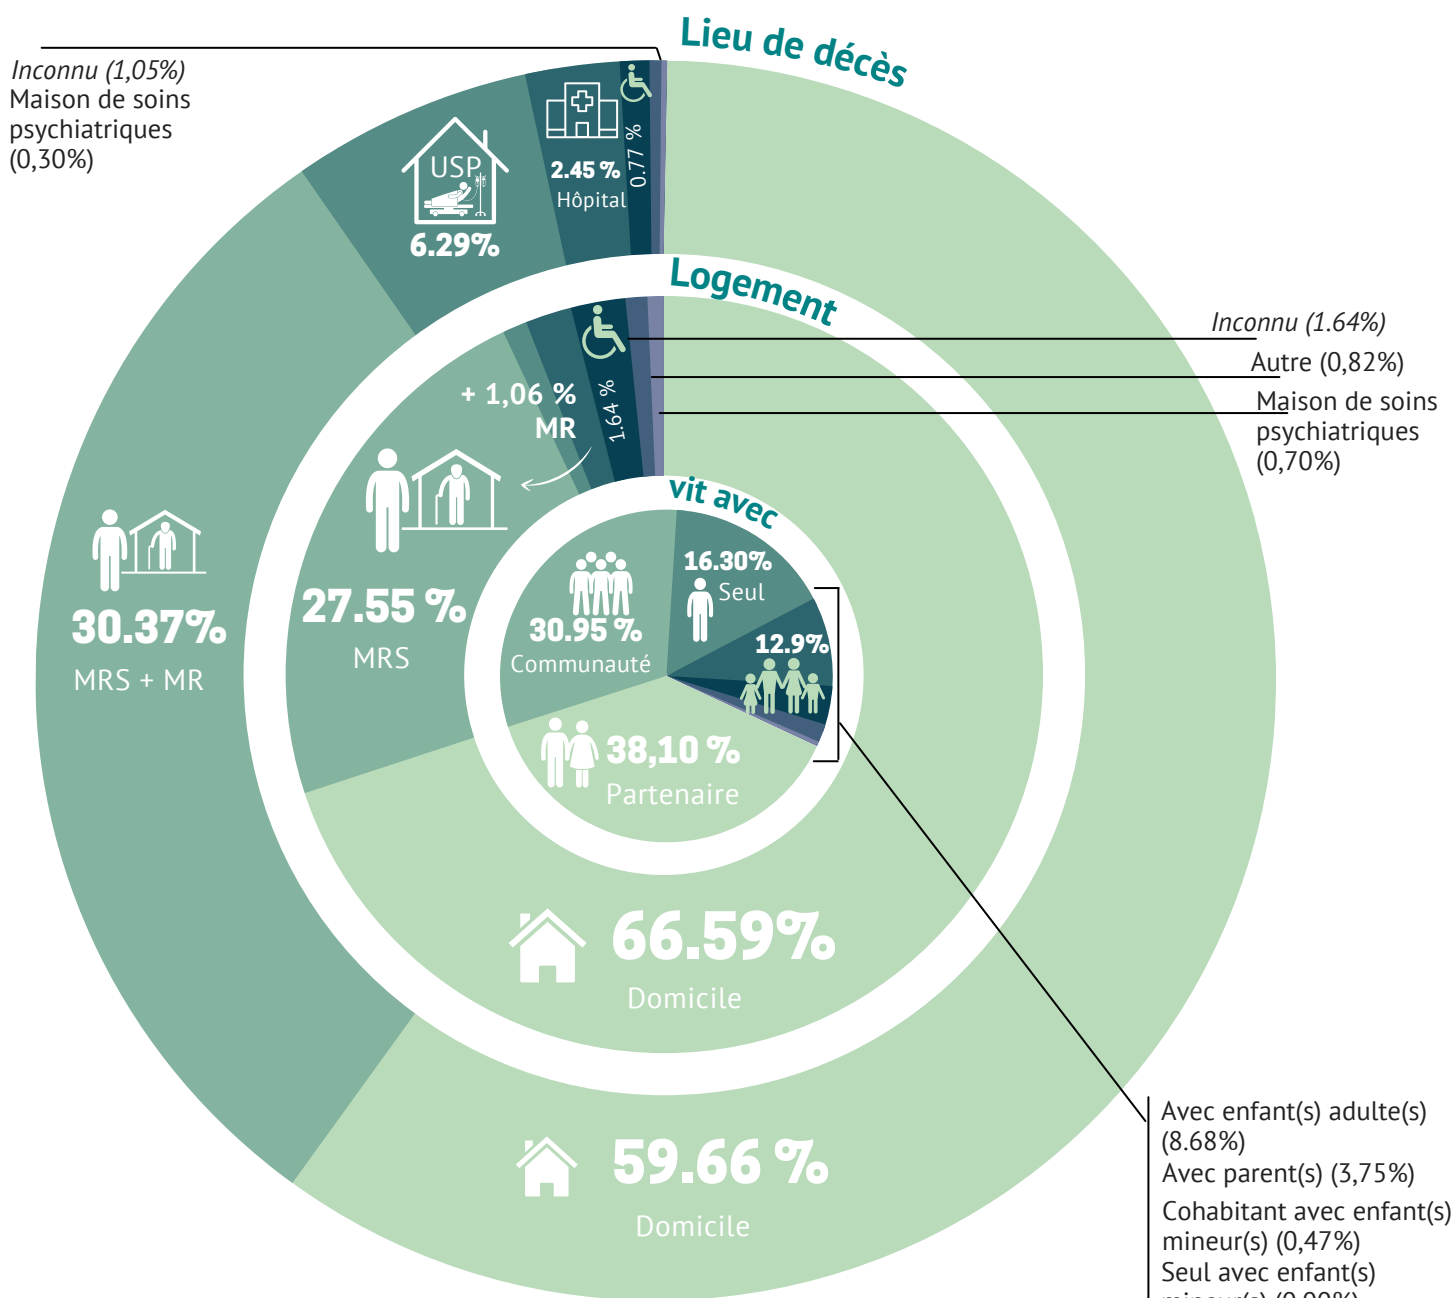 Lieu de décès
Inconnu (1,05%)
Maison de soins
psychiatriques
(0,30%)
USP
6.29%
2.45 %
Hôpital
0.77 %
30.37%
MRS + MR
59.66 %
Domicile
Logement
+ 1,06 %
MR
1.64 %
27.55 %
MRS
66.59%
Domicile
Inconnu (1.64%)
Autre (0,82%)
Maison de soins
psychiatriques
(0,70%)
vit avec
16.30%
Seul
12.9%
30.95 %
Communauté
38,10 %
Partenaire
Avec enfant(s) adulte(s)
(8.68%)
Avec parent(s) (3,75%)
Cohabitant avec enfant(s)
mineur(s) (0,47%)
Seul avec enfant(s)